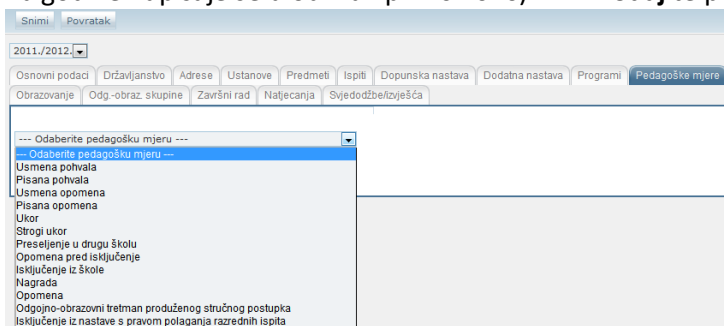 Snimi Povratak
2011./2012.
Osnovni podaci Državljanstvo Adrese Ustanove Predmeti Ispiti Dopunska nastava Dodatna nastava Programi Pedagoške mjere
Obrazovanje Odg.-obraz. skupine Završni rad Natjecanja Svjedodžbe/izvješća
--- Odaberite pedagošku mjeru ---
--- Odaberite pedagošku mjeru ---
Usmena pohvala
Pisana pohvala
Usmena opomena
Pisana opomena
Ukor
Strogi ukor
Preseljenje u drugu školu
Opomena pred isključenje
Isključenje iz škole
Nagrada
Opomena
Odgojno-obrazovni tretman produženog stručnog postupka
Isključenje iz nastave s pravom polaganja razrednih ispita